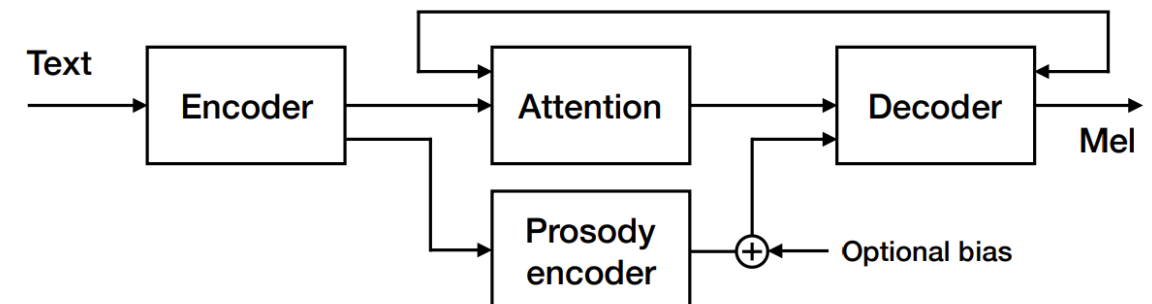 Text
Encoder
Attention
Decoder
Mel
Prosody
encoder
Optional bias